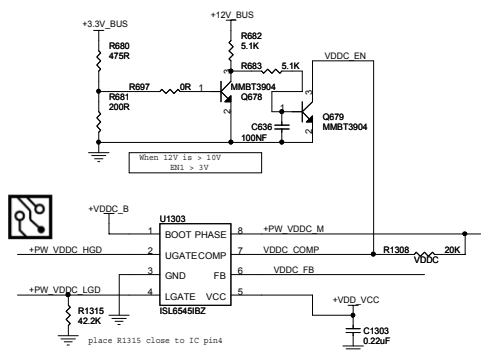 +12V_BUS
+3.3V_BUS
R680
475R
R682
5.1K
R683 5.1K
VDDC_EN
R697 0R
1
3
2
MMBT3904
Q678
R681
200R
1
3
2
Q679
MMBT3904
C636
100NF
When 12V is > 10V
EN1 > 3V
+VDDC_B
U1303
1 BOOT PHASE 8 +PW_VDDC_M
+PW_VDDC_HGD 2 UGATE COMP 7 VDDC_COMP R1308 20K
VDDC
3 GND FB 6 VDDC_FB
+PW_VDDC_LGD 4 LGATE VCC 5
ISL6545IBZ
+VDD_VCC
R1315
42.2K
C1303
0.22uF
place R1315 close to IC pin4